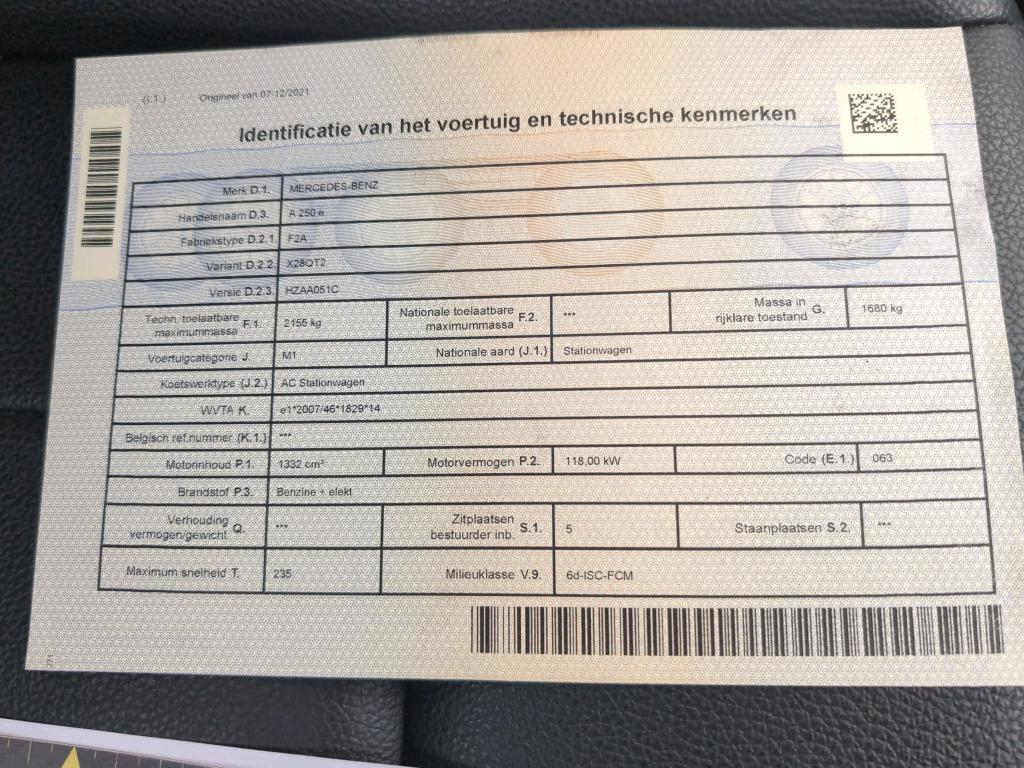 (I.1.) Origineel van 07/12/2021
Identificatie van het voertuig en technische kenmerken
Merk D.1. MERCEDES-BENZ
Handelsnaam D.3. A 250 e
Fabriekstype D.2.1. F2A
Variant D.2.2. X28QT2
Versie D.2.3. HZAA051C
Techn. toelaatbare maximummassa F.1. 2155 kg Nationale toelaatbare maximummassa F.2. *** Massa in rijklare toestand G. 1680 kg
Voertuigcategorie J. M1 Nationale aard (J.1.) Stationwagen
Koetswerktype (J.2.) AC Stationwagen
WVTA K. e1*2007/46*1829*14
Belgisch ref.nummer (K.1.) ***
Motorinhoud P.1. 1332 cm³ Motorvermogen P.2. 118,00 kW Code (E.1.) 063
Brandstof P.3. Benzine + elekt
Verhouding vermogen/gewicht Q. *** Zitplaatsen bestuurder inb. S.1. 5 Staanplaatsen S.2. ***
Maximum snelheid T. 235 Milieuklasse V.9. 6d-ISC-FCM